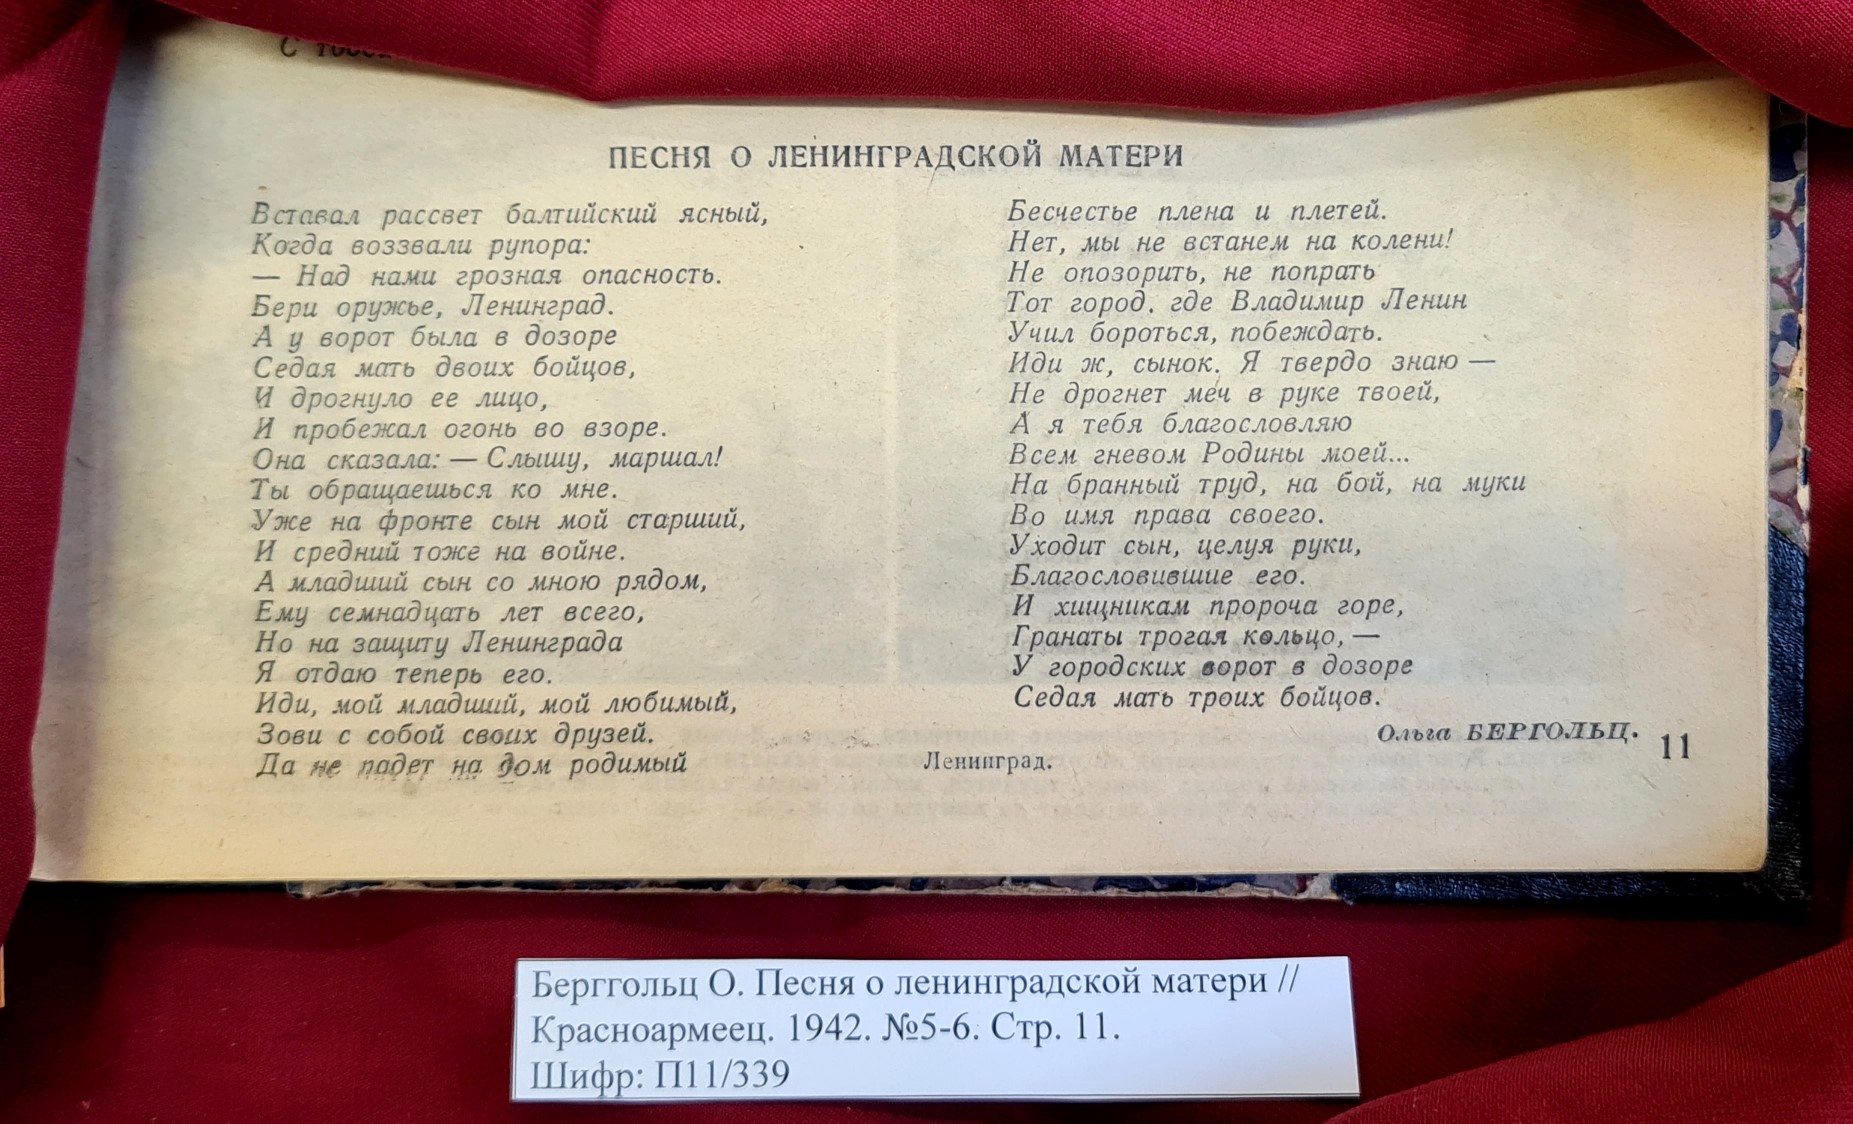 С
ПЕСНЯ О ЛЕНИНГРАДСКОЙ МАТЕРИ
Вставал рассвет балтийский ясный,
Когда воззвали рупора:
— Над нами грозная опасность.
Бери оружье, Ленинград.
А у ворот была в дозоре
Седая мать двоих бойцов,
И дрогнуло ее лицо,
И пробежал огонь во взоре.
Она сказала: — Слышу, маршал!
Ты обращаешься ко мне.
Уже на фронте сын мой старший,
И средний тоже на войне.
А младший сын со мною рядом,
Ему семнадцать лет всего,
Но на защиту Ленинграда
Я отдаю теперь его.
Иди, мой младший, мой любимый,
Зови с собой своих друзей.
Да не падет на дом родимый
Бесчестье плена и плетей.
Нет, мы не встанем на колени!
Не опозорить, не попрать
Тот город, где Владимир Ленин
Учил бороться, побеждать.
Иди ж, сынок. Я твердо знаю —
Не дрогнет меч в руке твоей,
А я тебя благословляю
Всем гневом Родины моей...
На бранный труд, на бой, на муки
Во имя права своего.
Уходит сын, целуя руки,
Благословившие его.
И хищникам пророча горе,
Гранаты трогая кольцо, —
У городских ворот в дозоре
Седая мать троих бойцов.
Ольга БЕРГОЛЬЦ.
Ленинград.
11
Берггольц О. Песня о ленинградской матери //
Красноармеец. 1942. №5-6. Стр. 11.
Шифр: П11/339